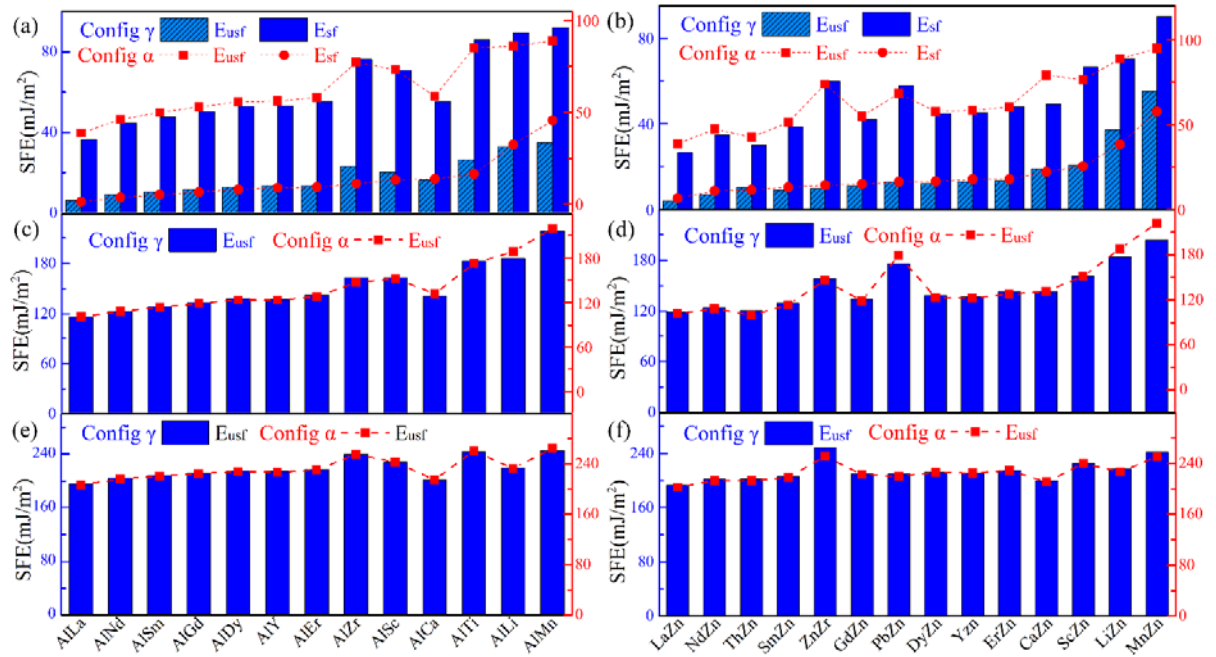 (a) Config γ Eusf Esf
Config α Eusf Esf
SFE(mJ/m²)
80
40
0
100
50
0
(b) Config γ Eusf Esf
Config α Eusf Esf
SFE(mJ/m²)
80
40
0
100
50
0
(c) Config γ Eusf Config α Eusf
SFE(mJ/m²)
180
120
60
0
180
120
60
0
(d) Config γ Eusf Config α Eusf
SFE(mJ/m²)
180
120
60
0
180
120
60
0
(e) Config γ Eusf Config α Eusf
SFE(mJ/m²)
240
160
80
0
240
160
80
0
(f) Config γ Eusf Config α Eusf
SFE(mJ/m²)
240
160
80
0
240
160
80
0
AlLa AlNd AlSm AlGd AlDy AlY AlEr AlZr AlSc AlCa AlTi AlLi AlMn
LaZn NdZn ThZn SmZn ZnZr GdZn PbZn DyZn Yzn ErZn CaZn ScZn LiZn MnZn